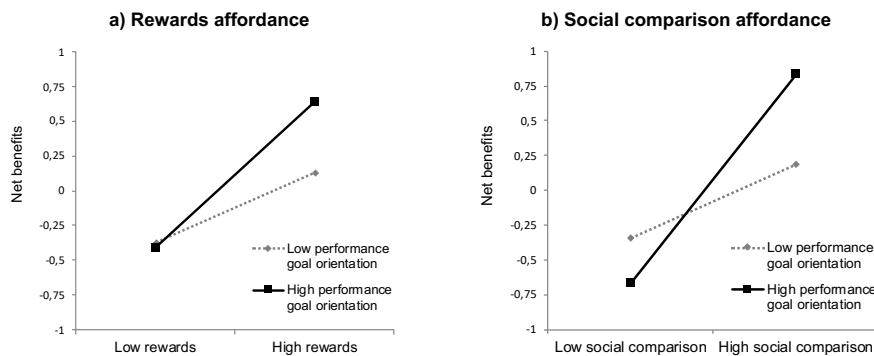 a) Rewards affordance
1
0,75
0,5
0,25
0
-0,25
-0,5
-0,75
-1
Net benefits
Low rewards
High rewards
Low performance
goal orientation
High performance
goal orientation
b) Social comparison affordance
1
0,75
0,5
0,25
0
-0,25
-0,5
-0,75
-1
Net benefits
Low social comparison
High social comparison
Low performance
goal orientation
High performance
goal orientation